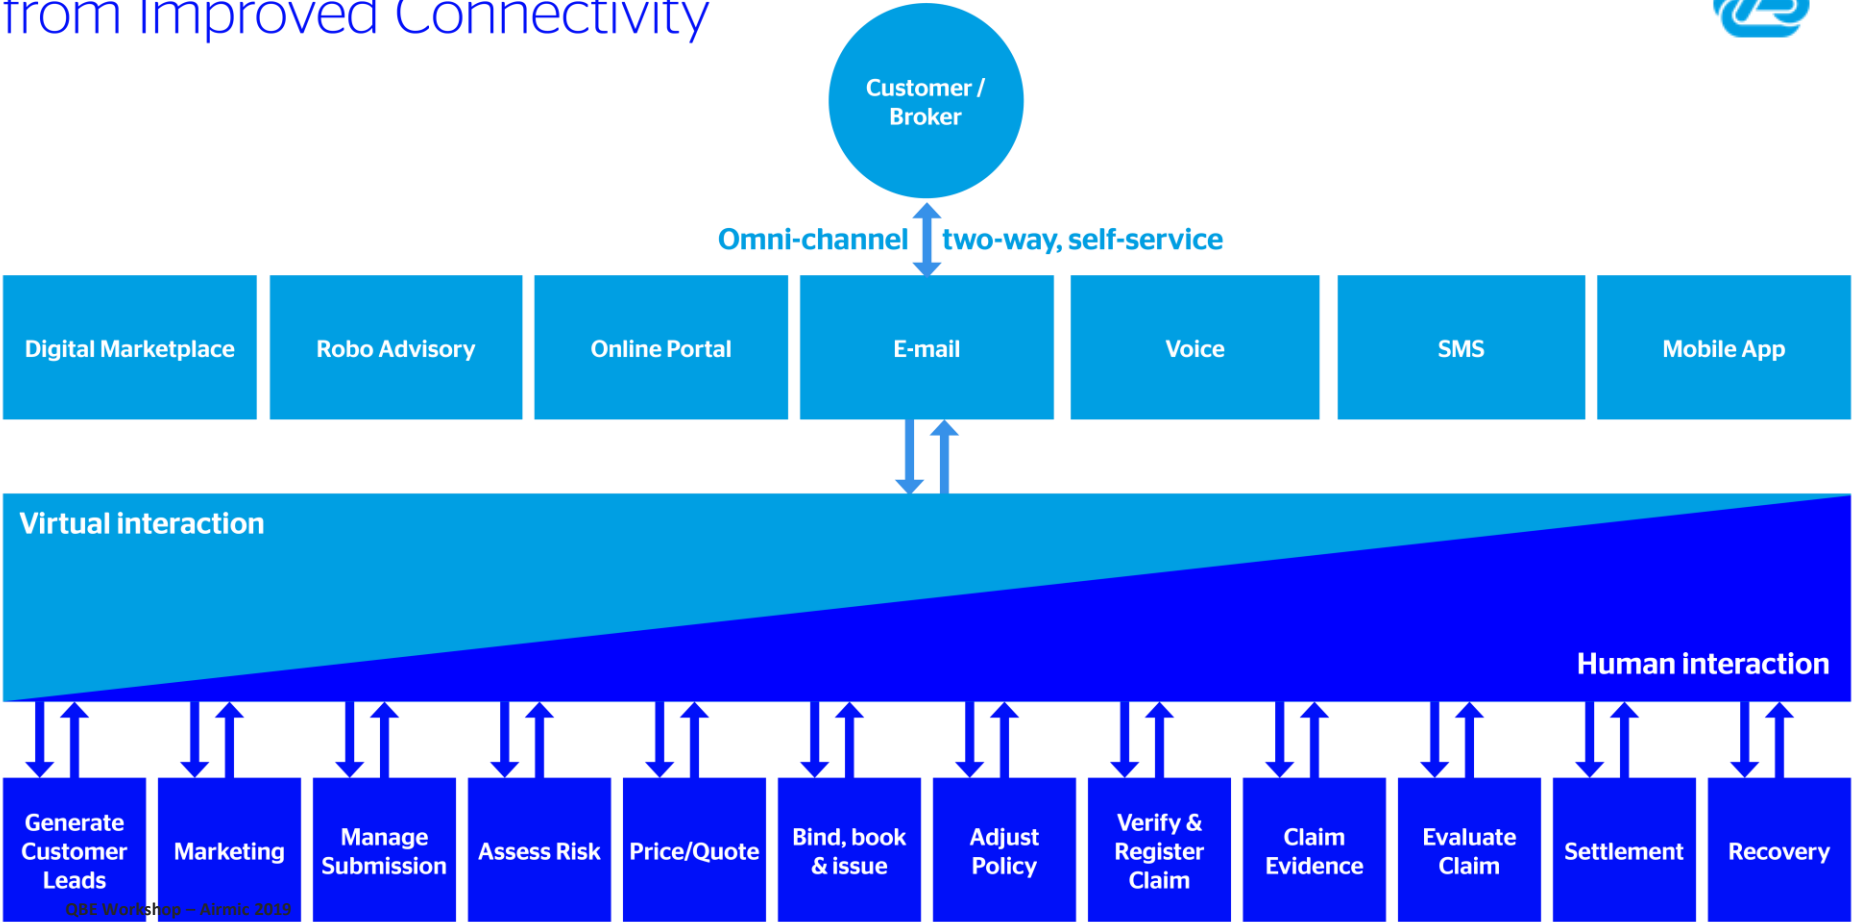 from Improved Connectivity
Customer /
Broker
Omni-channel two-way, self-service
Digital Marketplace
Robo Advisory
Online Portal
E-mail
Voice
SMS
Mobile App
Virtual interaction
Human interaction
Generate
Customer
Leads
Marketing
Manage
Submission
Assess Risk
Price/Quote
Bind, book
& issue
Adjust
Policy
Verify &
Register
Claim
Claim
Evidence
Evaluate
Claim
Settlement
Recovery
QBE Workshop – Airmic 2019